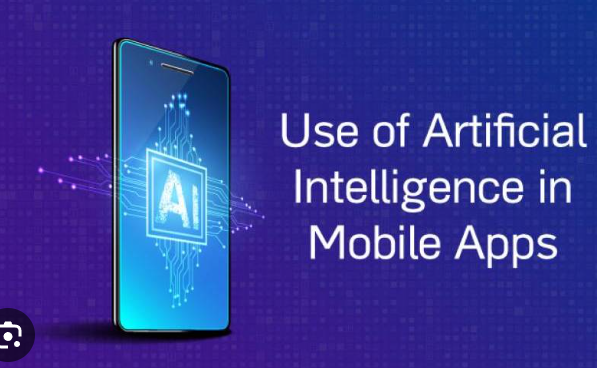 AI
Use of Artificial
Intelligence in
Mobile Apps